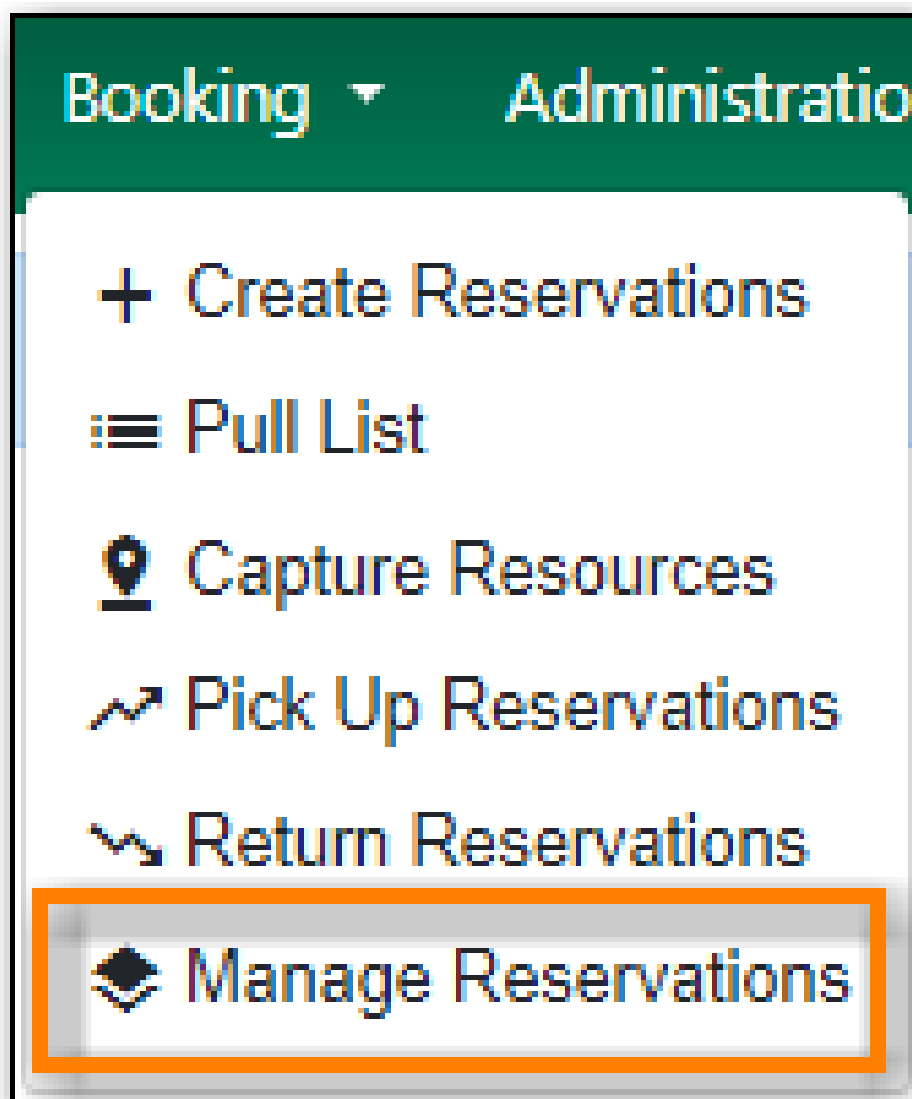 Booking Administratio
Create Reservations
Pull List
Capture Resources
Pick Up Reservations
Return Reservations
Manage Reservations